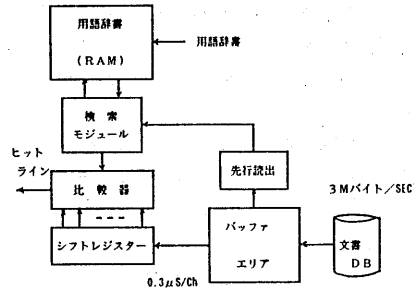 用語辞書
(RAM)
用語辞書
検索
モジュール
ヒット
ライン
先行読出
比較器
3Mバイト／SEC
バッファ
エリア
シフトレジスター
文書
DB
0.3μS/Ch